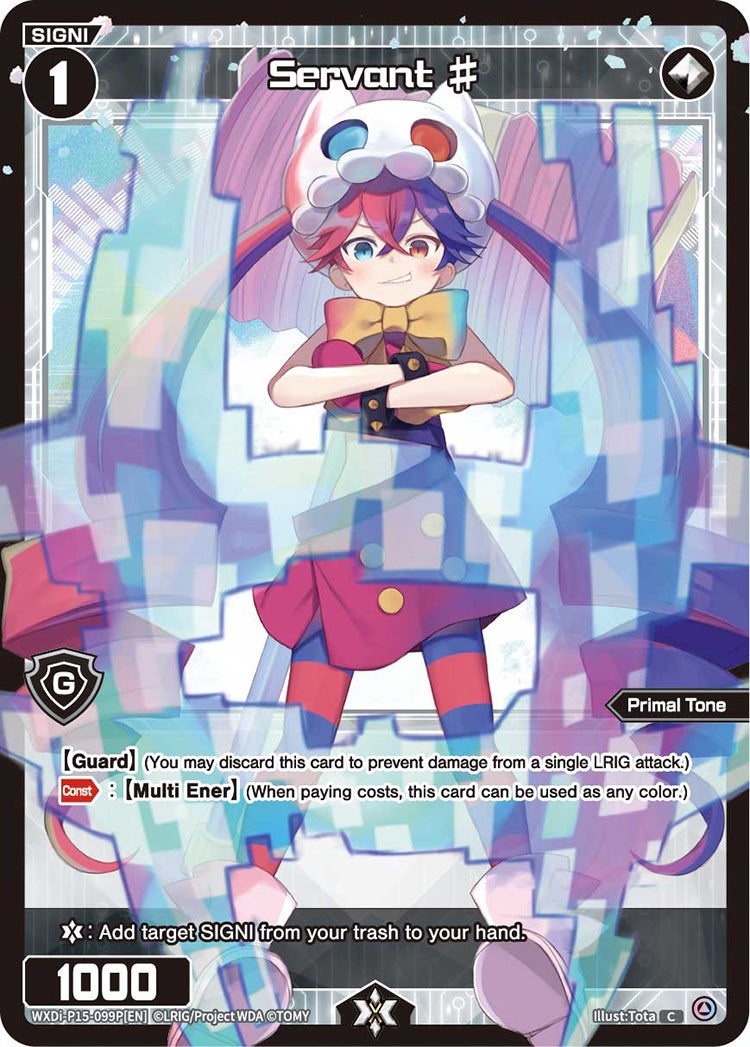 SIGNI
1
Servant #
G
Primal Tone
【Guard】 (You may discard this card to prevent damage from a single LRIG attack.)
Const : 【Multi Ener】 (When paying costs, this card can be used as any color.)
: Add target SIGNI from your trash to your hand.
1000
WXDi-P15-099P[EN] ©LRIG/Project WDA ©TOMY
Illust:Tota C